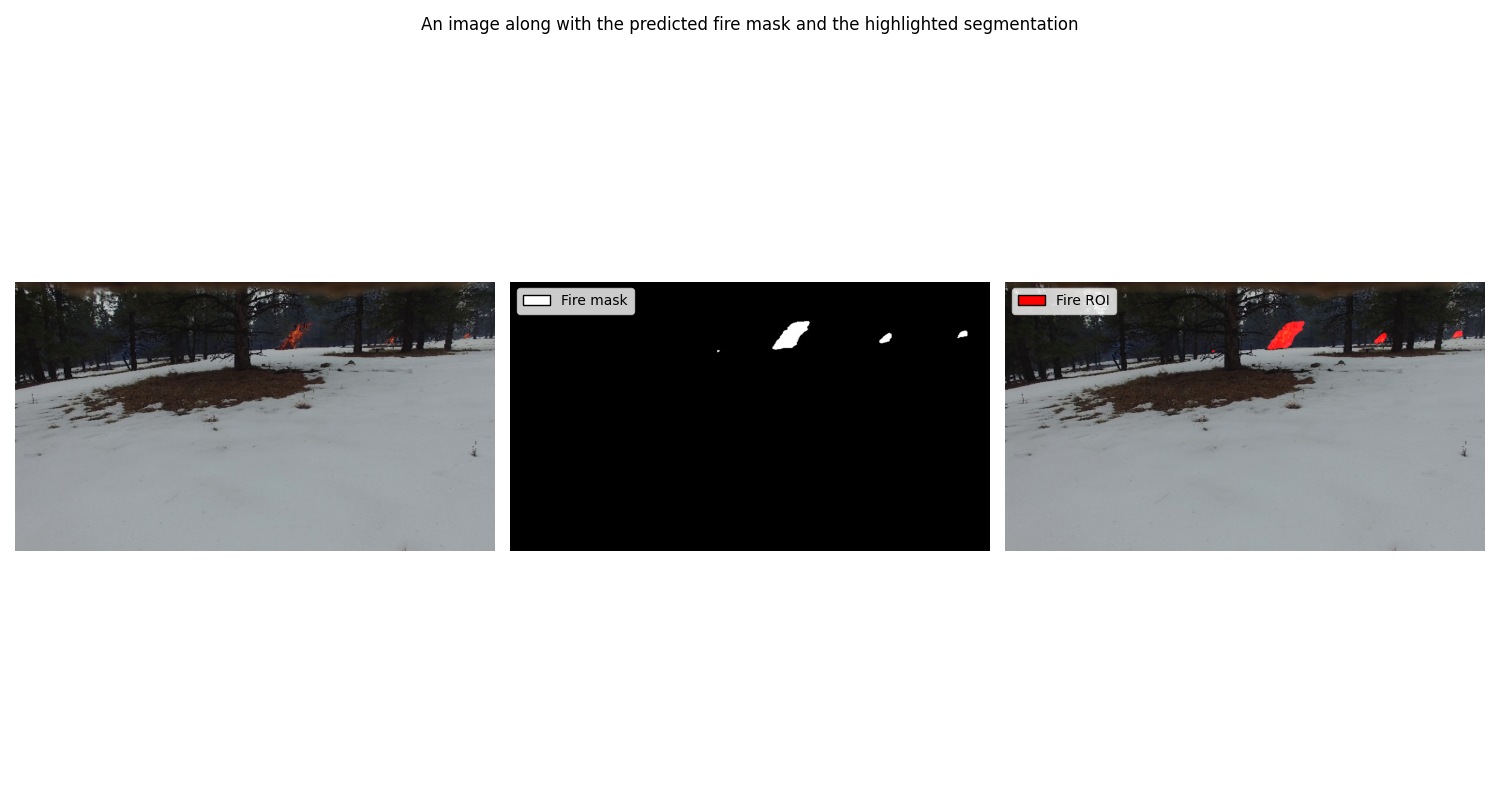 An image along with the predicted fire mask and the highlighted segmentation
Fire mask
Fire ROI